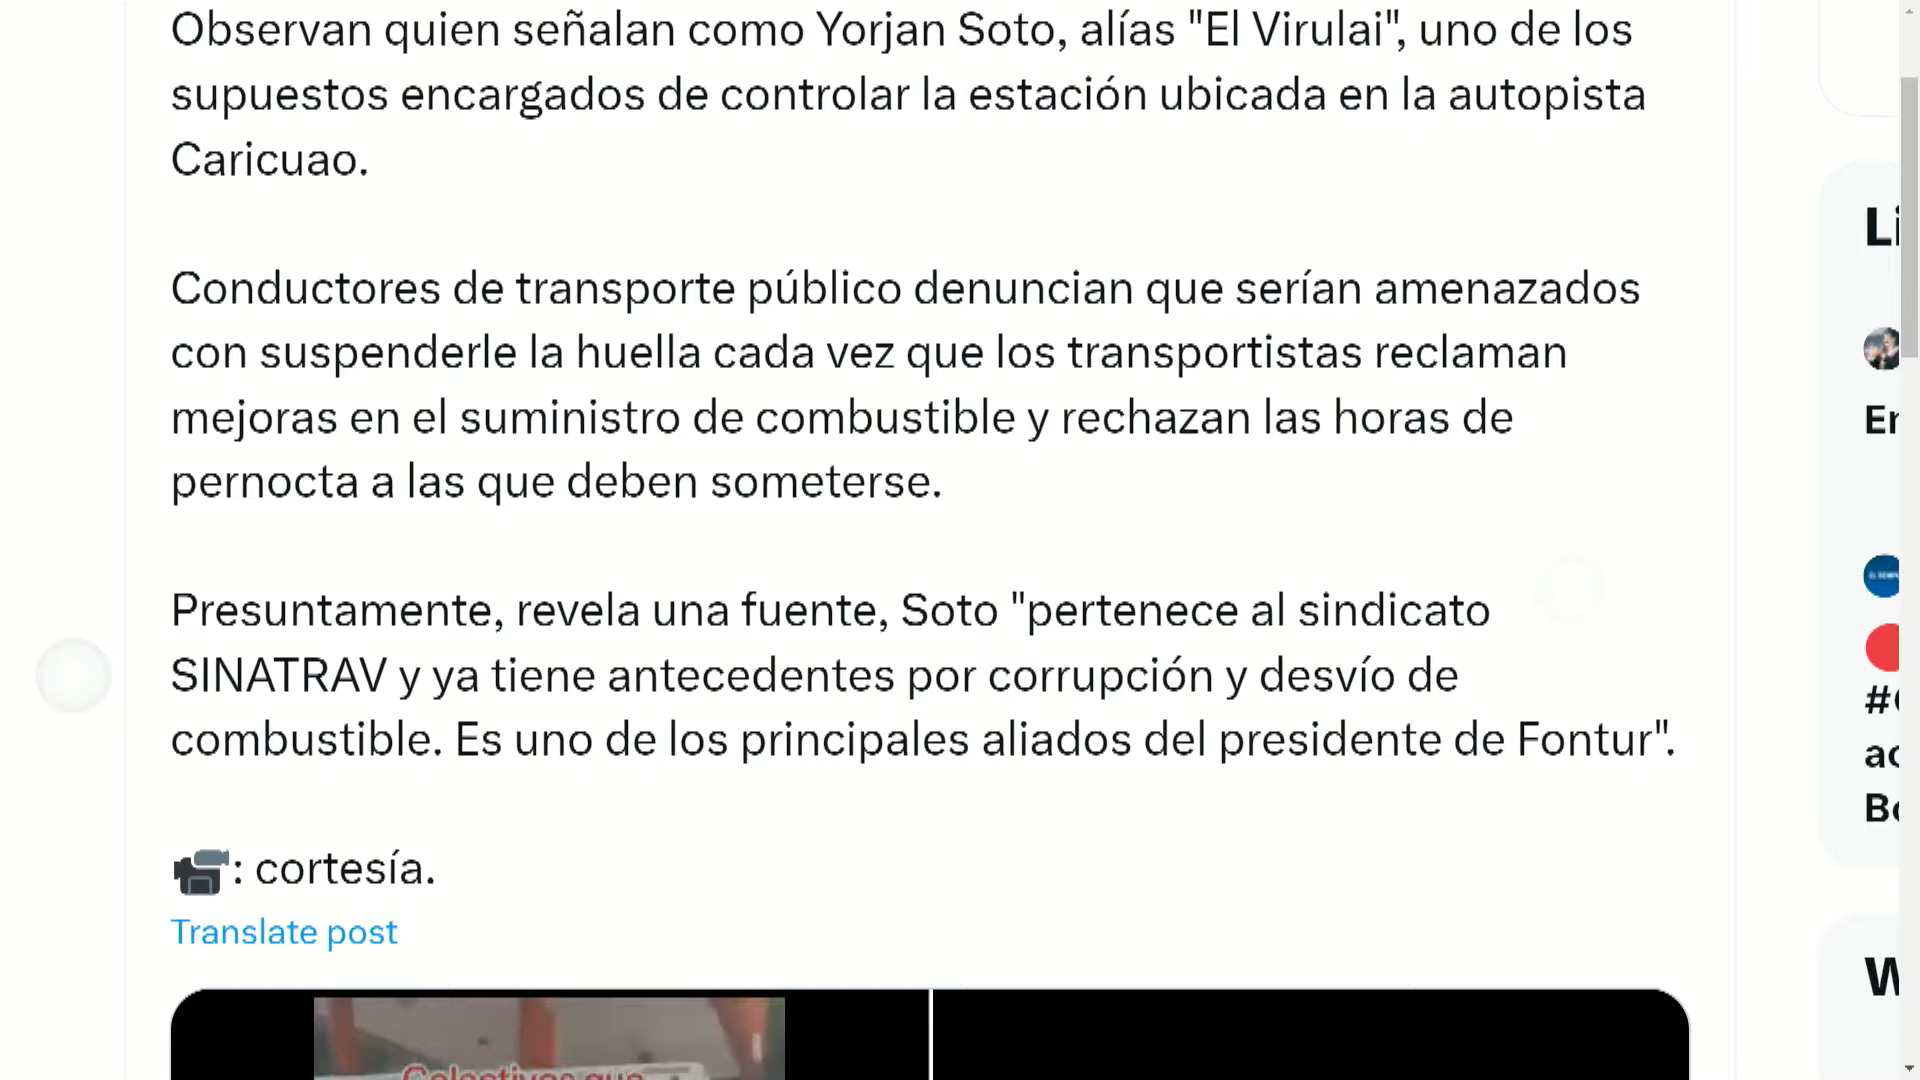 Observan quien señalan como Yorjan Soto, alías "El Virulai", uno de los
supuestos encargados de controlar la estación ubicada en la autopista
Caricuao.
Conductores de transporte público denuncian que serían amenazados
con suspenderle la huella cada vez que los transportistas reclaman
mejoras en el suministro de combustible y rechazan las horas de
pernocta a las que deben someterse.
Presuntamente, revela una fuente, Soto "pertenece al sindicato
SINATRAV y ya tiene antecedentes por corrupción y desvío de
combustible. Es uno de los principales aliados del presidente de Fontur".
: cortesía.
Translate post
Colectivos que